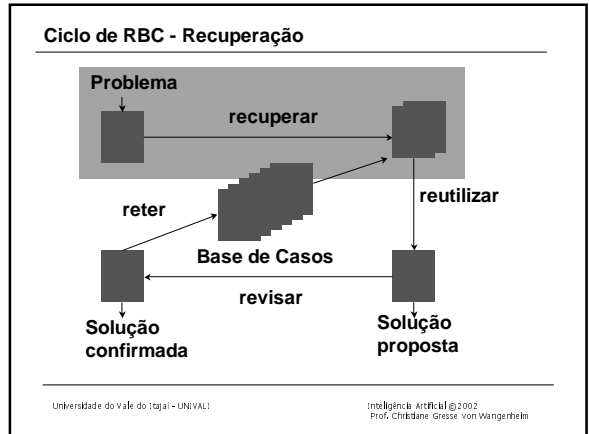 Ciclo de RBC - Recuperação
Problema
recuperar
reter
reutilizar
Base de Casos
revisar
Solução
confirmada
Solução
proposta
Universidade do Vale do Itajaí - UNIVALI
Inteligência Artificial @2002
Prof. Christiane Gresse von Wangenheim